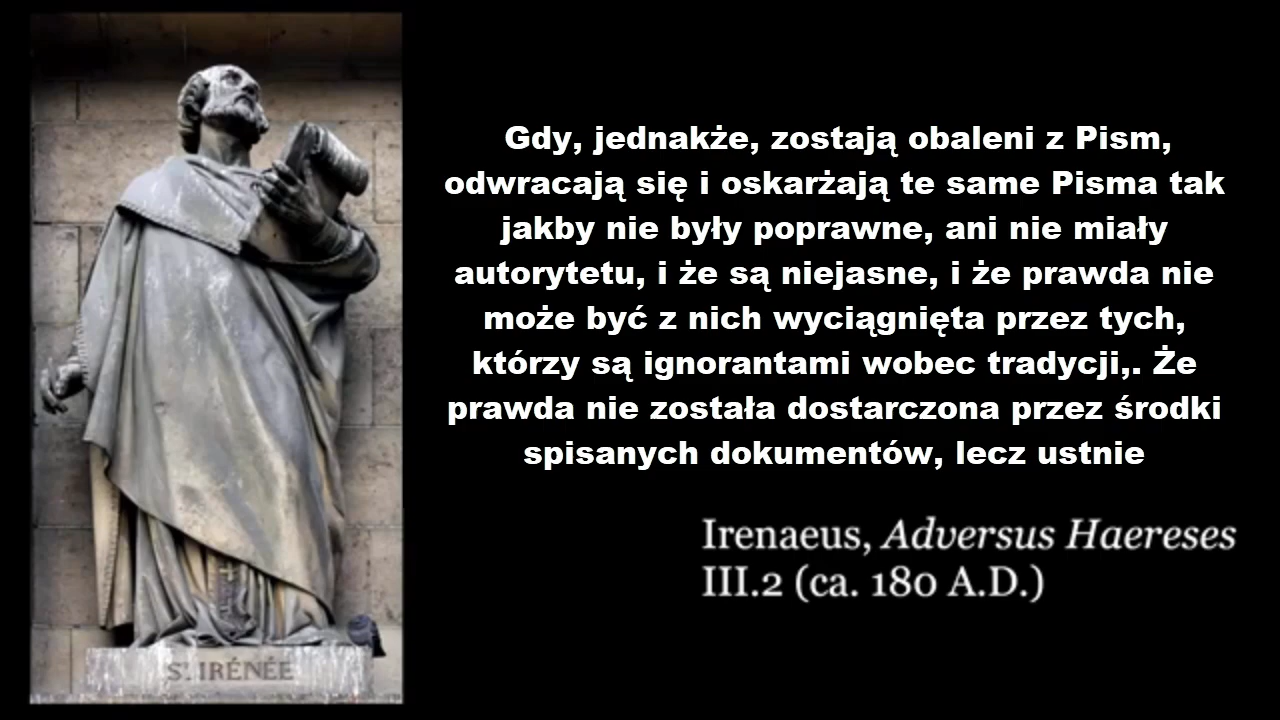 Gdy, jednakże, zostają obaleni z Pism,
odwracają się i oskarżają te same Pisma tak
jakby nie były poprawne, ani nie miały
autorytetu, i że są niejasne, i że prawda nie
może być z nich wyciągnięta przez tych,
którzy są ignorantami wobec tradycji,. Że
prawda nie została dostarczona przez środki
spisanych dokumentów, lecz ustnie
Irenaeus, Adversus Haereses
III.2 (ca. 180 A.D.)
ST. IRÉNÉE